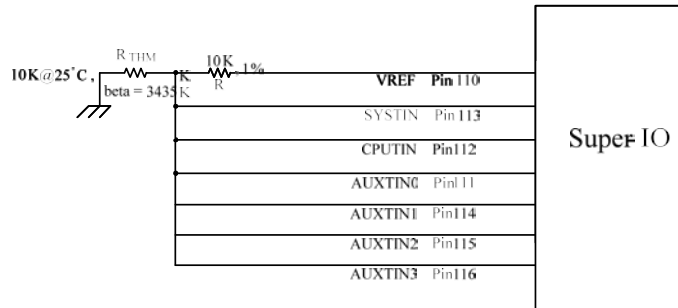 R THM
10K
10K@25°C,
K
R
1%
beta = 3435K
VREF Pin 110
SYSTIN Pin 113
CPUTIN Pin112
AUXTIN0 Pin111
AUXTIN1 Pin114
AUXTIN2 Pin115
AUXTIN3 Pin116
Super IO